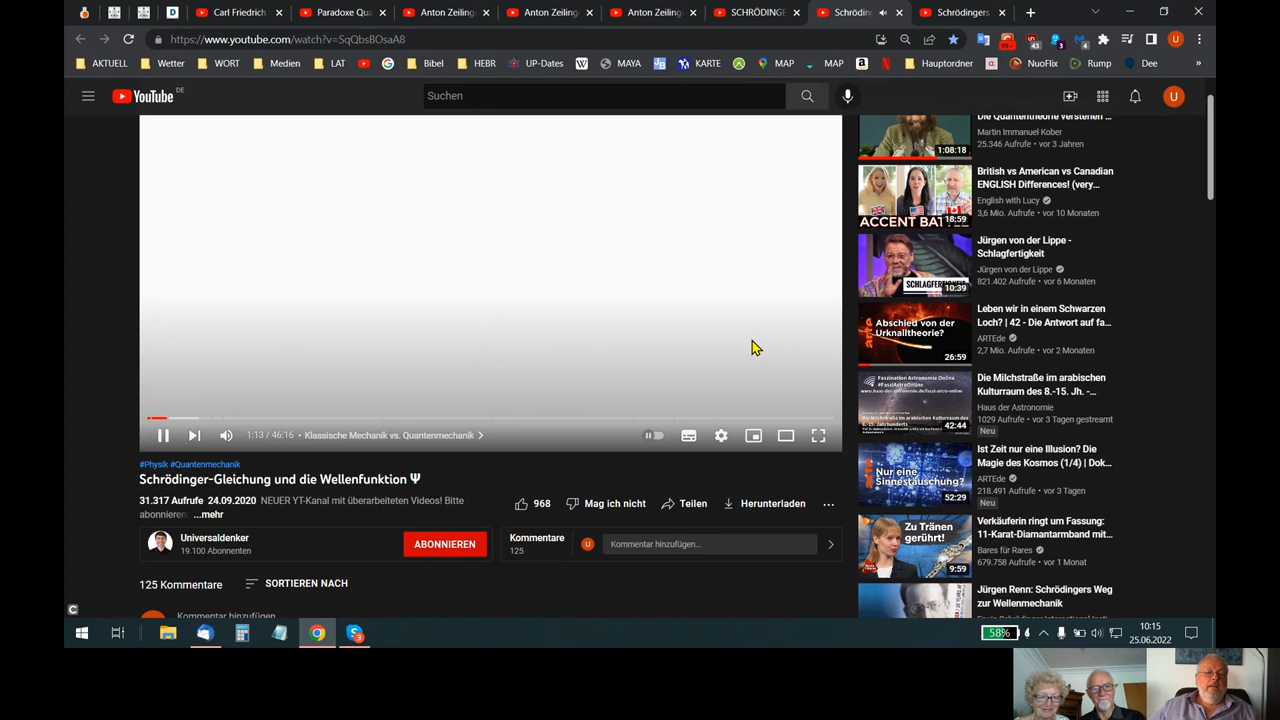 Carl Friedrich
Paradoxe Qua
Anton Zeiling
Anton Zeiling
Anton Zeiling
SCHRÖDINGE
Schröding
Schrödingers
https://www.youtube.com/watch?v=SqQbsBOsaA8
AKTUELL
Wetter
WORT
Medien
LAT
Bibel
HEBR
UP-Dates
MAYA
KARTE
MAP
MAP
Hauptordner
NuoFlix
Rump
Dee
»
YouTube DE
Suchen
U
Die Quantentheorie verstehen ...
Martin Immanuel Kober
25.346 Aufrufe • vor 3 Jahren
1:08:18
British vs American vs Canadian
ENGLISH Differences! (very...
English with Lucy
3,6 Mio. Aufrufe • vor 10 Monaten
ACCENT BA
18:59
Jürgen von der Lippe -
Schlagfertigkeit
Jürgen von der Lippe
821.402 Aufrufe • vor 6 Monaten
10:39
Leben wir in einem Schwarzen
Loch? | 42 - Die Antwort auf fa...
ARTEde
2,7 Mio. Aufrufe • vor 2 Monaten
arte
Abschied von der
Urknalltheorie?
26:59
Die Milchstraße im arabischen
Kulturraum des 8.-15. Jh. -...
Haus der Astronomie
1029 Aufrufe • vor 3 Tagen gestreamt
Neu
Faszination Astronomie Online
#FasziAstroOnline
42:44
Ist Zeit nur eine Illusion? Die
Magie des Kosmos (1/4) | Dok...
ARTEde
218.491 Aufrufe • vor 3 Tagen
Neu
arte
Nur eine
Sinnestäuschung?
52:29
Verkäuferin ringt um Fassung:
11-Karat-Diamantarmband mit...
Bares für Rares
679.758 Aufrufe • vor 1 Monat
Zu Tränen
gerührt!
9:59
Jürgen Renn: Schrödingers Weg
zur Wellenmechanik
1:13 / 46:16 • Klassische Mechanik vs. Quantenmechanik
#Physik #Quantenmechanik
Schrödinger-Gleichung und die Wellenfunktion Ψ
31.317 Aufrufe 24.09.2020 NEUER YT-Kanal mit überarbeiteten Videos! Bitte
abonnieren ...mehr
968
Mag ich nicht
Teilen
Herunterladen
...
Universaldenker
19.100 Abonnenten
ABONNIEREN
Kommentare
125
U
Kommentar hinzufügen...
125 Kommentare
SORTIEREN NACH
Kommentar hinzufügen
58%
10:15
25.06.2022